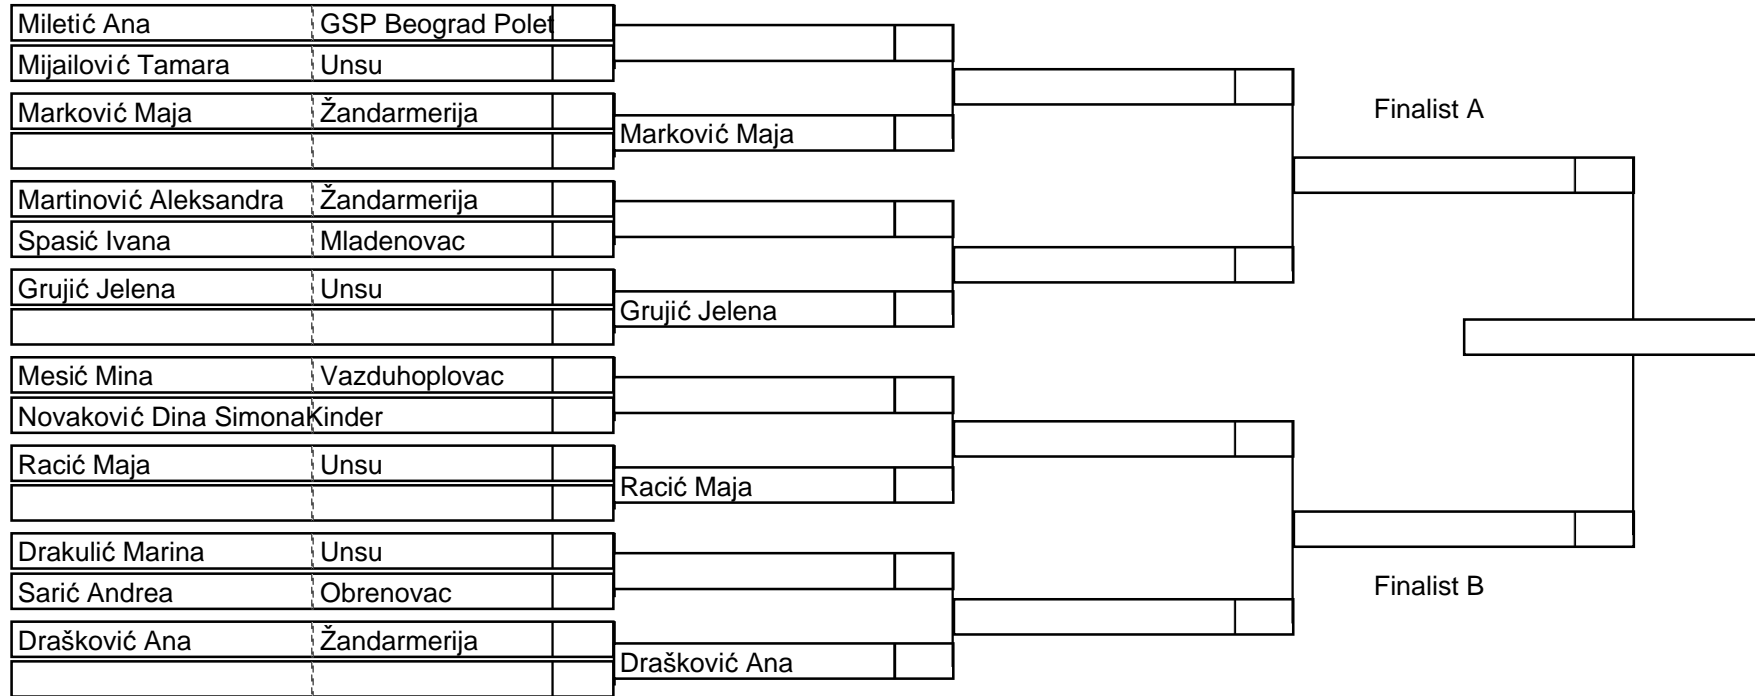 Miletić Ana GSP Beograd Polet
Mijailović Tamara Unsu
Marković Maja Žandarmerija
Marković Maja
Martinović Aleksandra Žandarmerija
Spasić Ivana Mladenovac
Grujić Jelena Unsu
Grujić Jelena
Mesić Mina Vazduhoplovac
Novaković Dina Simona Kinder
Racić Maja Unsu
Racić Maja
Drakulić Marina Unsu
Sarić Andrea Obrenovac
Drašković Ana Žandarmerija
Drašković Ana
Finalist A
Finalist B